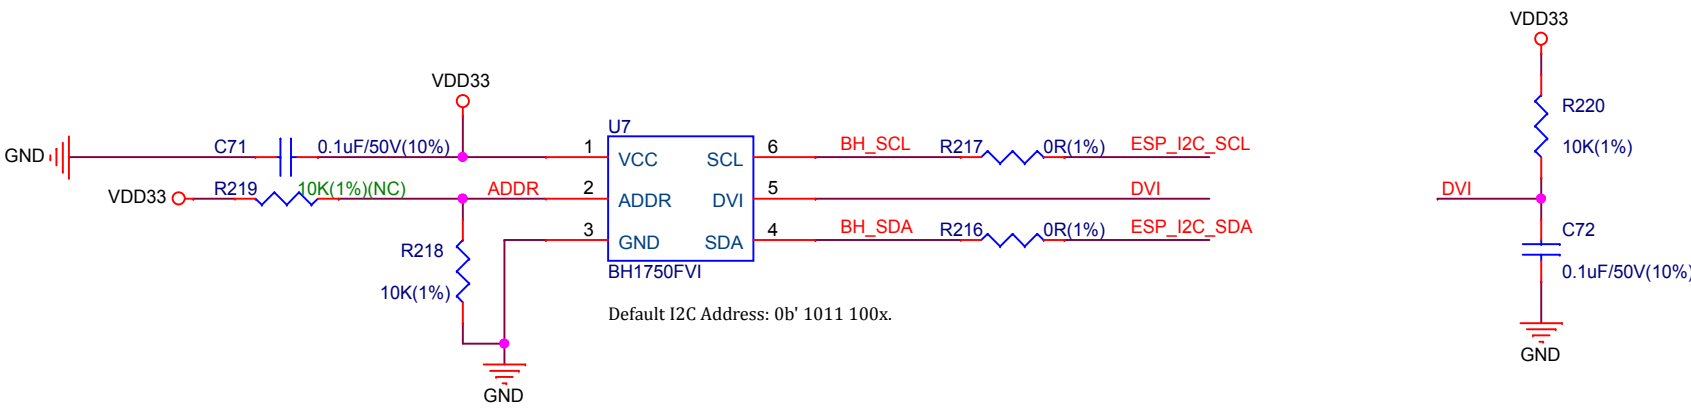 VDD33
VDD33
U7
R220
10K(1%)
C71
0.1uF/50V(10%)
1
VCC
SCL
6
BH_SCL
R217
0R(1%)
ESP_I2C_SCL
GND
VDD33
R219
10K(1%)(NC)
ADDR
2
ADDR
DVI
5
DVI
DVI
3
GND
SDA
4
BH_SDA
R216
0R(1%)
ESP_I2C_SDA
C72
0.1uF/50V(10%)
R218
10K(1%)
BH1750FVI
Default I2C Address: 0b' 1011 100x.
GND
GND